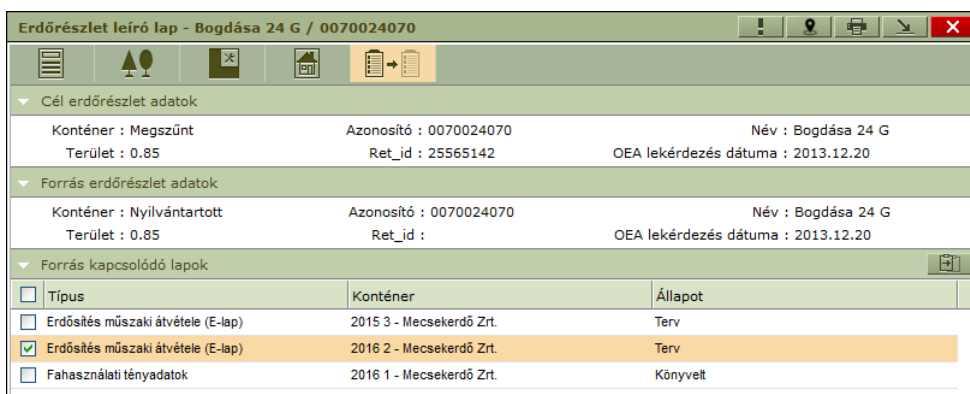 Erdőrészlet leíró lap - Bogdása 24 G / 0070024070
Cél erdőrészlet adatok
Konténer : Megszűnt Azonosító : 0070024070 Név : Bogdása 24 G
Terület : 0.85 Ret_id : 25565142 OEA lekérdezés dátuma : 2013.12.20
Forrás erdőrészlet adatok
Konténer : Nyilvántartott Azonosító : 0070024070 Név : Bogdása 24 G
Terület : 0.85 Ret_id : OEA lekérdezés dátuma : 2013.12.20
Forrás kapcsolódó lapok
Típus Konténer Állapot
Erdősítés műszaki átvétele (E-lap) 2015 3 - Mecsekerdő Zrt. Terv
Erdősítés műszaki átvétele (E-lap) 2016 2 - Mecsekerdő Zrt. Terv
Fahasználati tényadatok 2016 1 - Mecsekerdő Zrt. Könyvelt